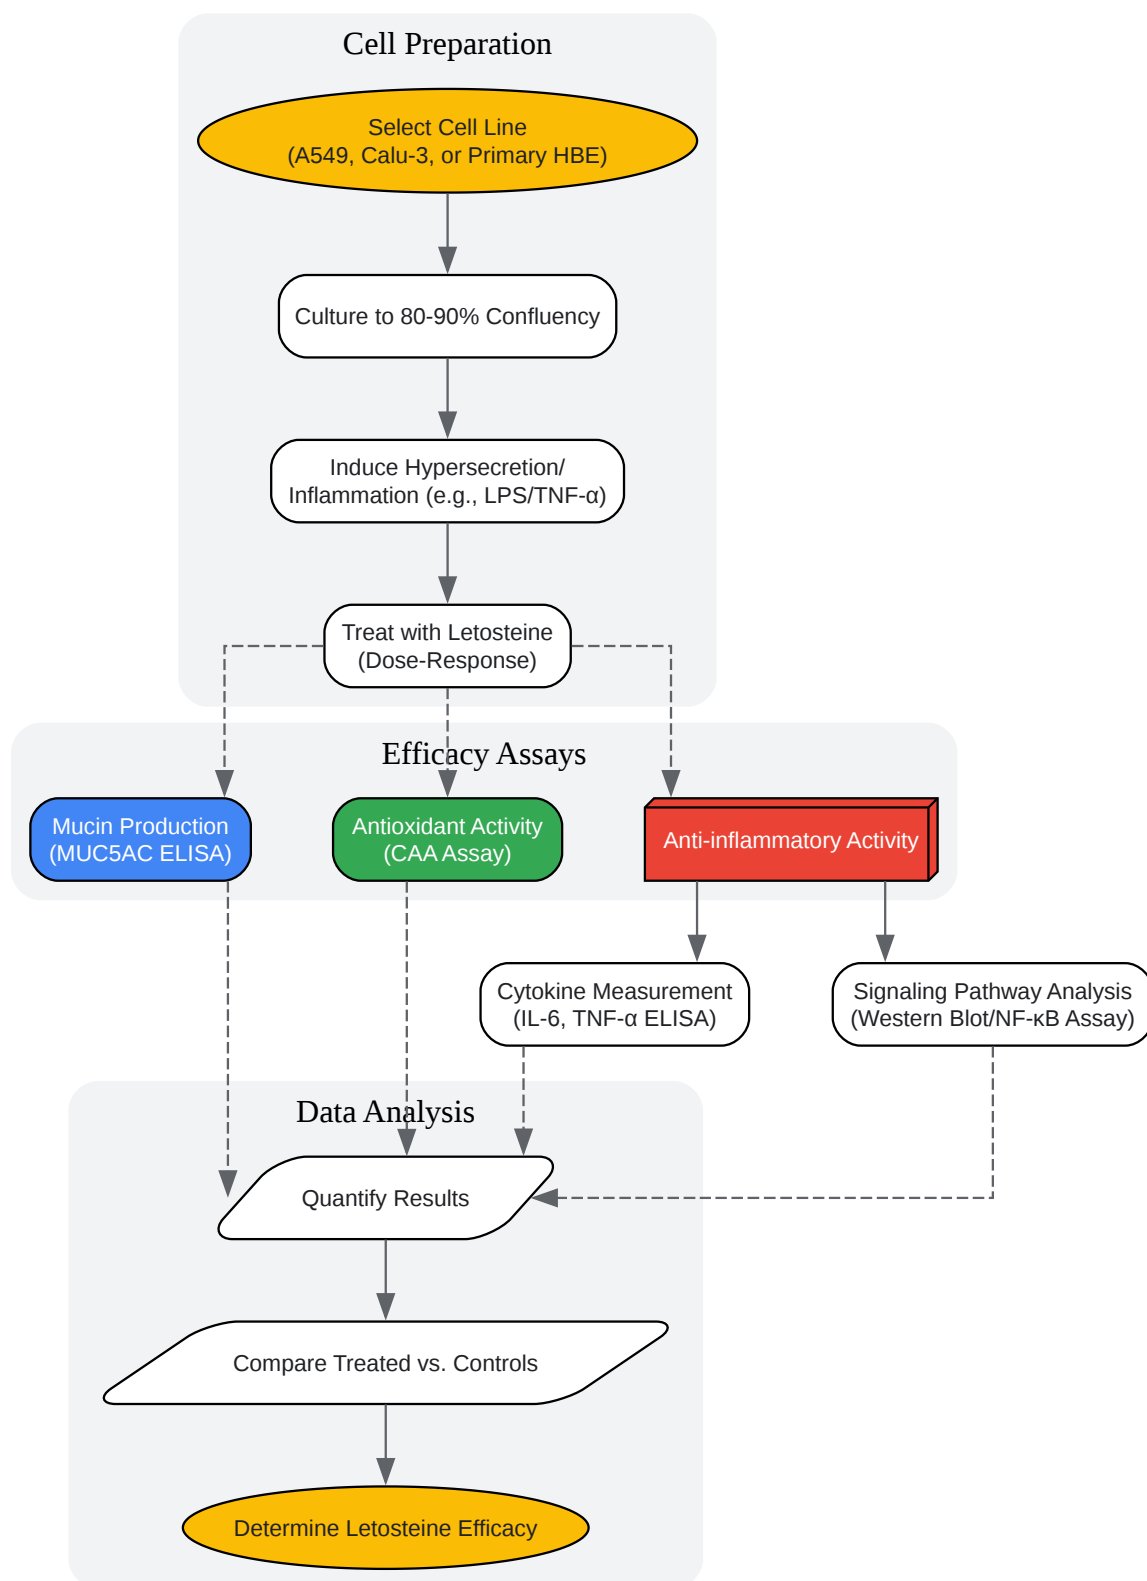 Cell Preparation
Select Cell Line
(A549, Calu-3, or Primary HBE)
Culture to 80-90% Confluency
Induce Hypersecretion/
Inflammation (e.g., LPS/TNF-α)
Treat with Letosteine
(Dose-Response)
Efficacy Assays
Mucin Production
(MUC5AC ELISA)
Antioxidant Activity
(CAA Assay)
Anti-inflammatory Activity
Cytokine Measurement
(IL-6, TNF-α ELISA)
Signaling Pathway Analysis
(Western Blot/NF-κB Assay)
Data Analysis
Quantify Results
Compare Treated vs. Controls
Determine Letosteine Efficacy